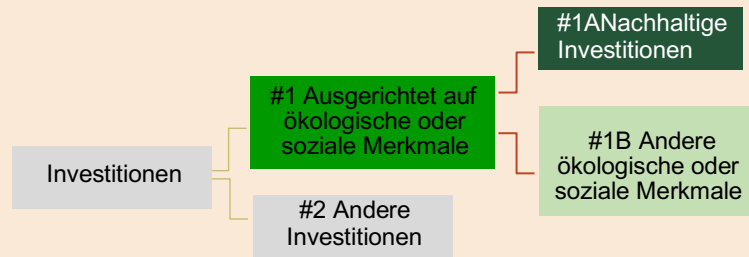 #1ANachhaltige
Investitionen
#1 Ausgerichtet auf
ökologische oder
soziale Merkmale
#1B Andere
ökologische oder
soziale Merkmale
Investitionen
#2 Andere
Investitionen